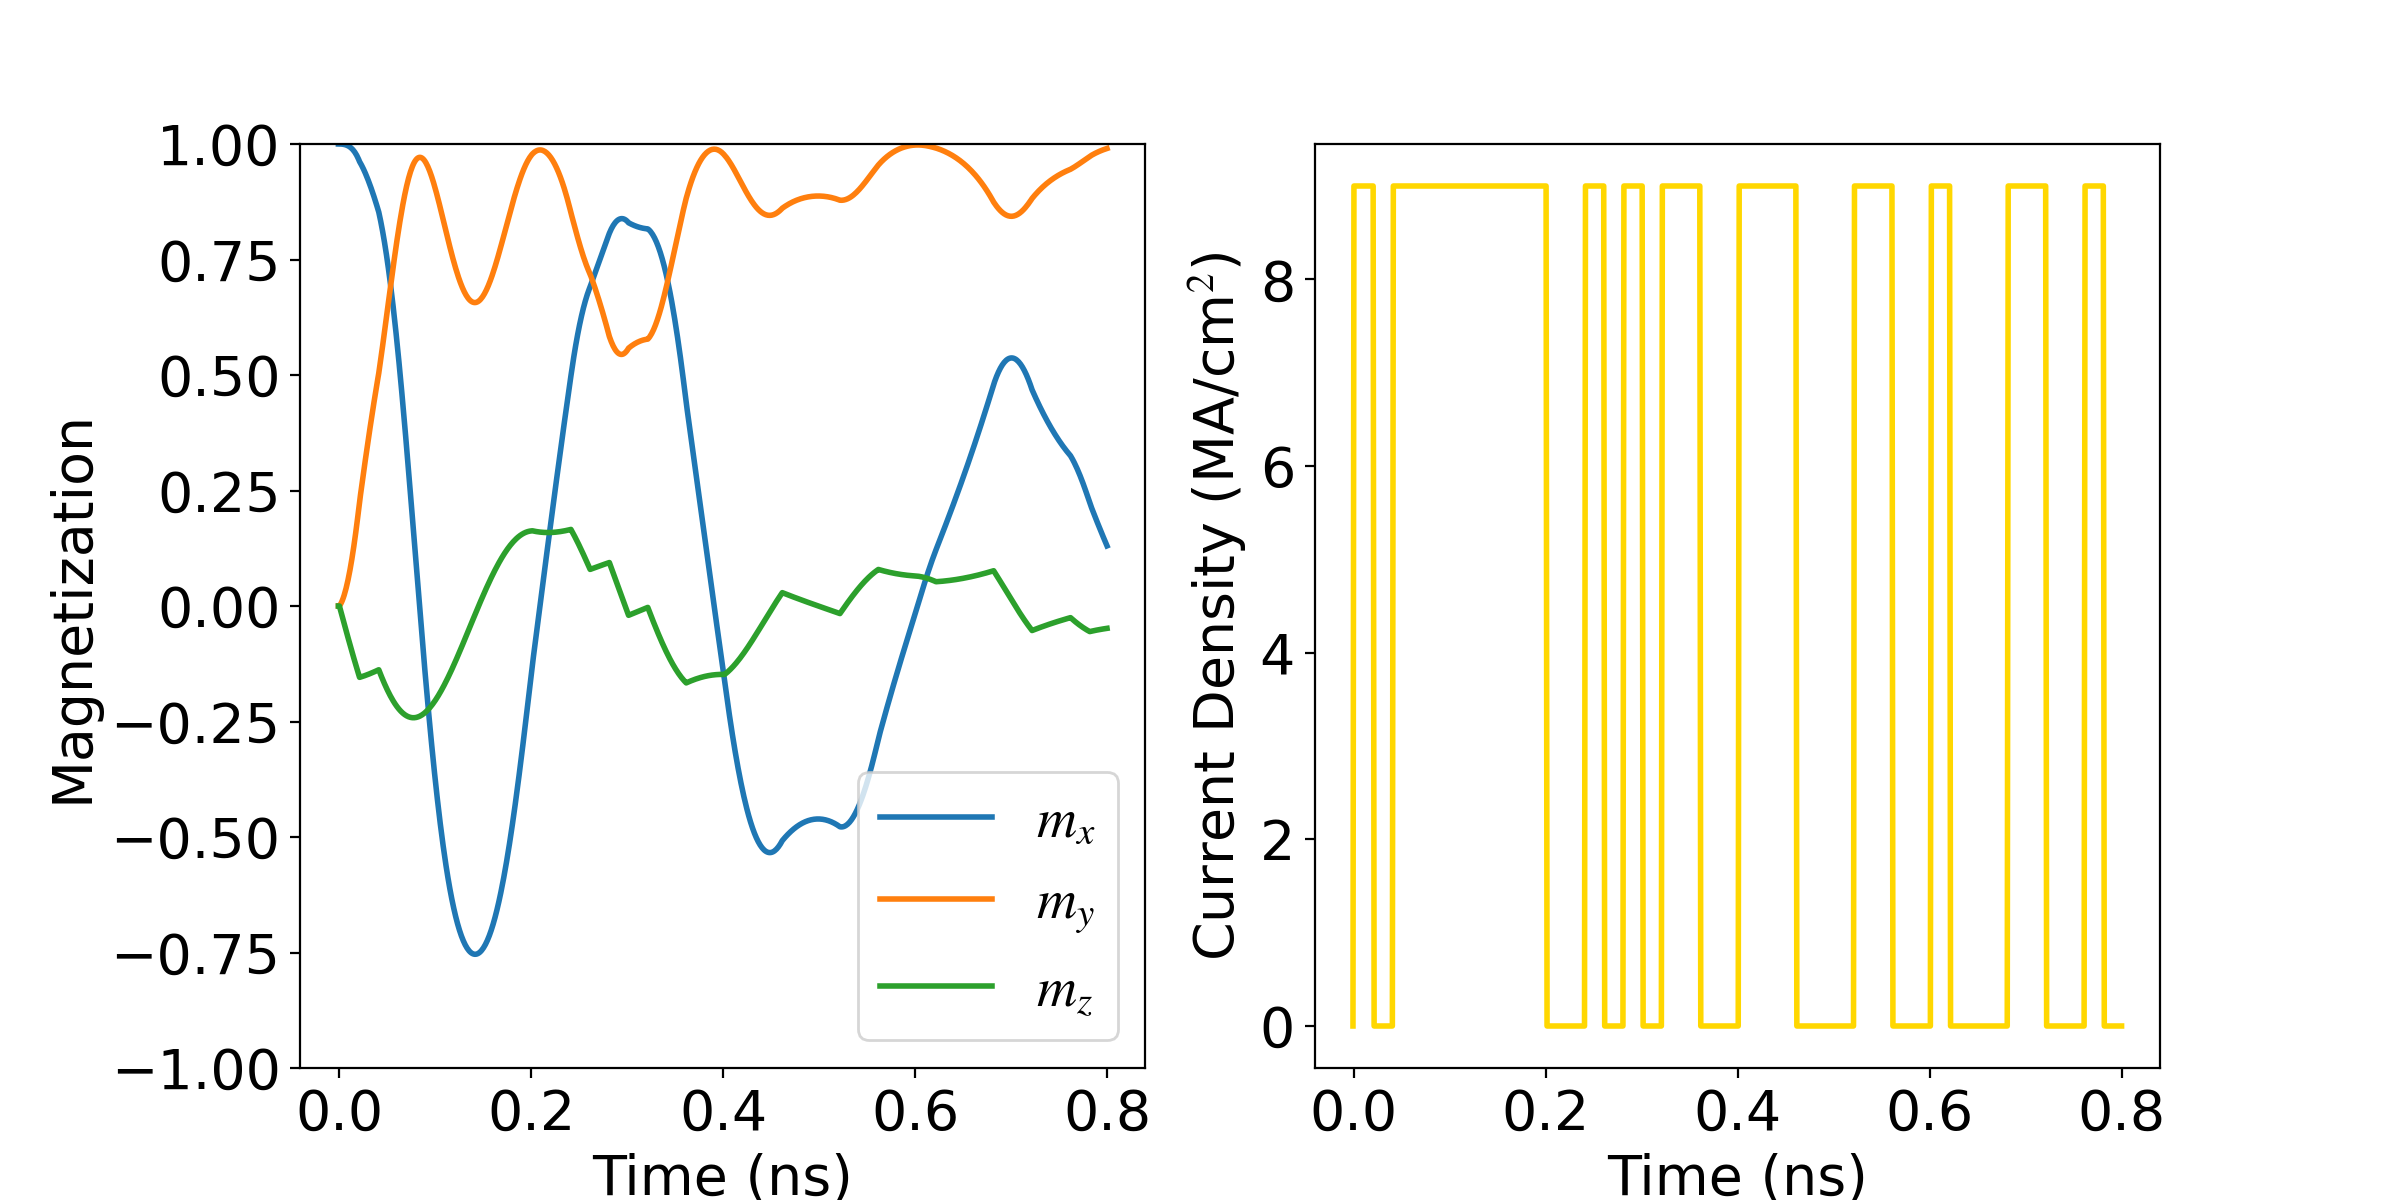 Magnetization
1.00
0.75
0.50
0.25
0.00
−0.25
−0.50
−0.75
−1.00
0.0 0.2 0.4 0.6 0.8
Time (ns)
m_x
m_y
m_z
Current Density (MA/cm²)
8
6
4
2
0
0.0 0.2 0.4 0.6 0.8
Time (ns)